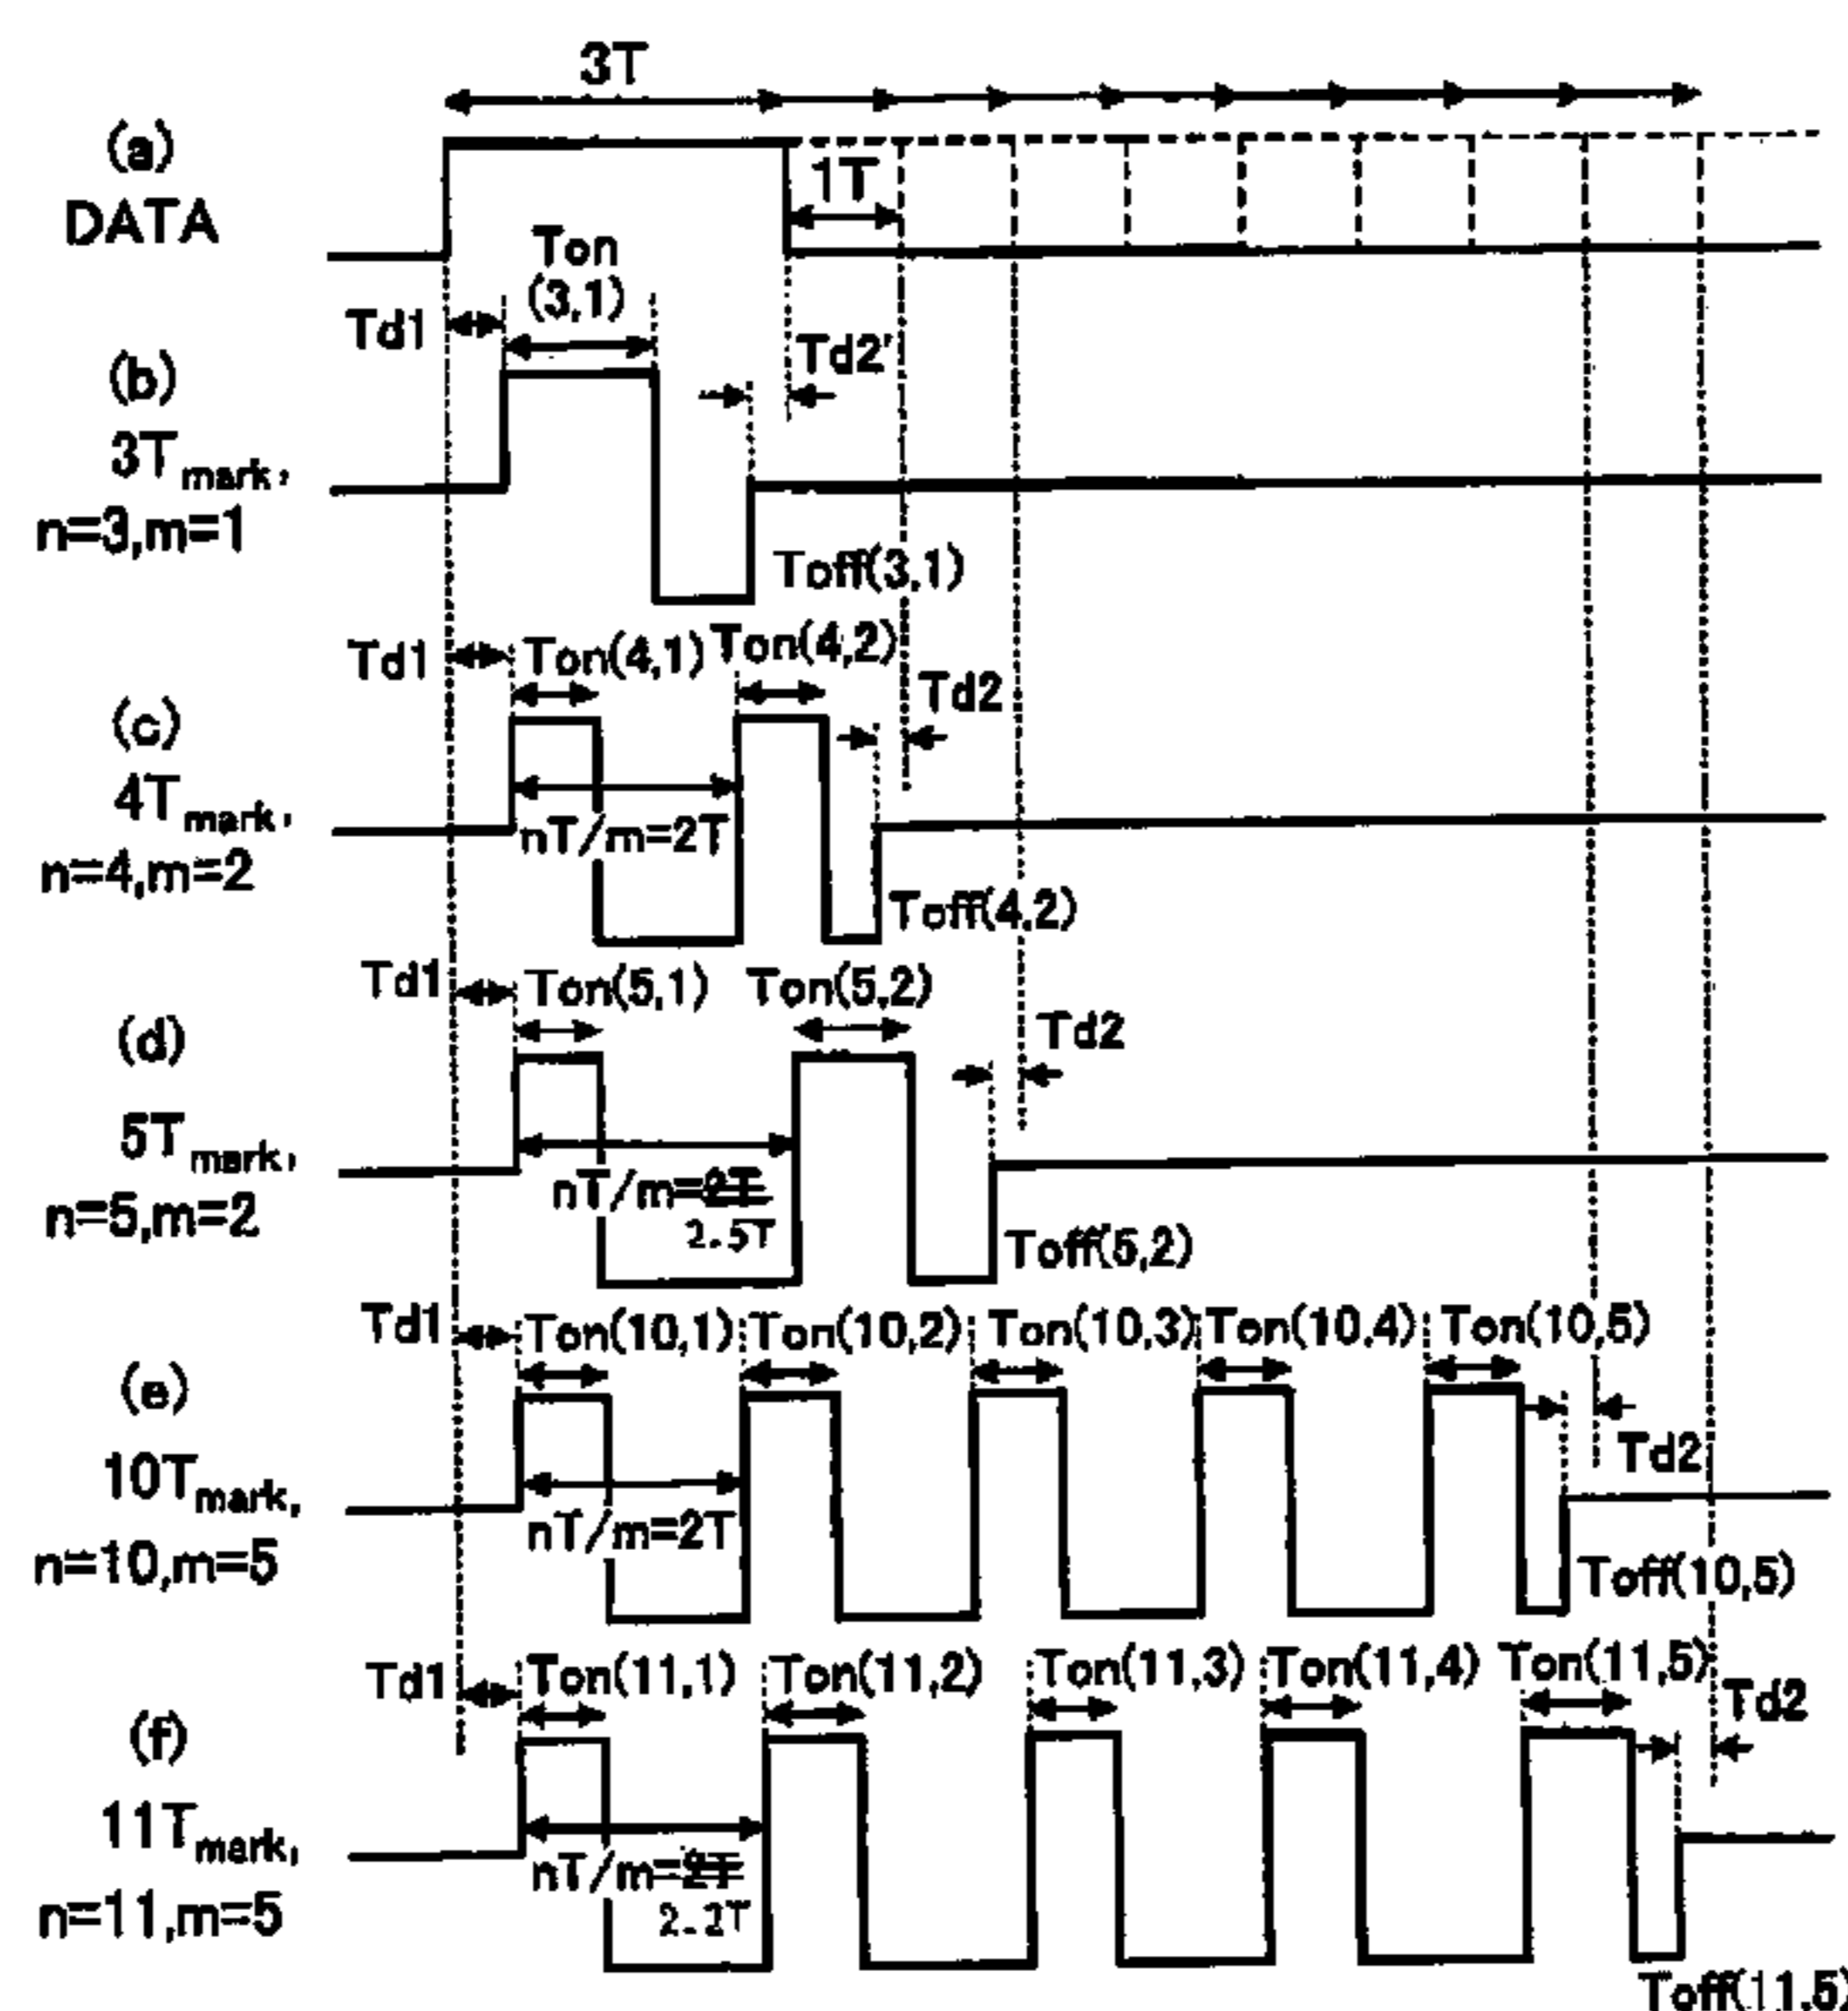 3T
(a)
DATA
1T
Ton
(3,1)
Td1
Td2'
(b)
3Tmark,
n=3,m=1
Toff(3,1)
Td1
Ton(4,1)
Ton(4,2)
Td2
(c)
4Tmark,
n=4,m=2
nT/m=2T
Toff(4,2)
Td1
Ton(5,1)
Ton(5,2)
Td2
(d)
5Tmark,
n=5,m=2
nT/m=2T
2.5T
Toff(5,2)
Td1
Ton(10,1)
Ton(10,2)
Ton(10,3)
Ton(10,4)
Ton(10,5)
Td2
(e)
10Tmark,
n=10,m=5
nT/m=2T
Toff(10,5)
Td1
Ton(11,1)
Ton(11,2)
Ton(11,3)
Ton(11,4)
Ton(11,5)
Td2
(f)
11Tmark,
n=11,m=5
nT/m=2T
2.2T
Toff(11,5)